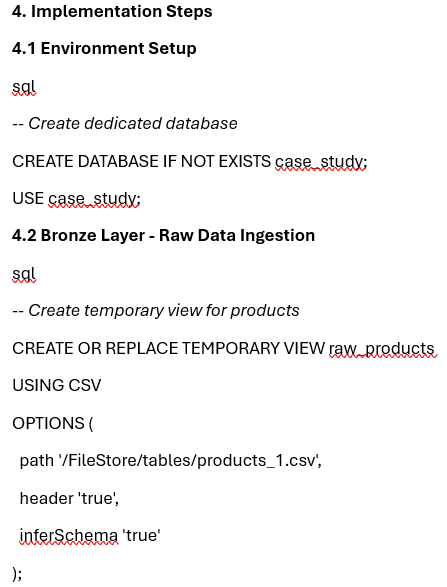 4. Implementation Steps
4.1 Environment Setup
sql
-- Create dedicated database
CREATE DATABASE IF NOT EXISTS case_study;
USE case_study;
4.2 Bronze Layer - Raw Data Ingestion
sql
-- Create temporary view for products
CREATE OR REPLACE TEMPORARY VIEW raw_products
USING CSV
OPTIONS (
path '/FileStore/tables/products_1.csv',
header 'true',
inferSchema 'true'
);